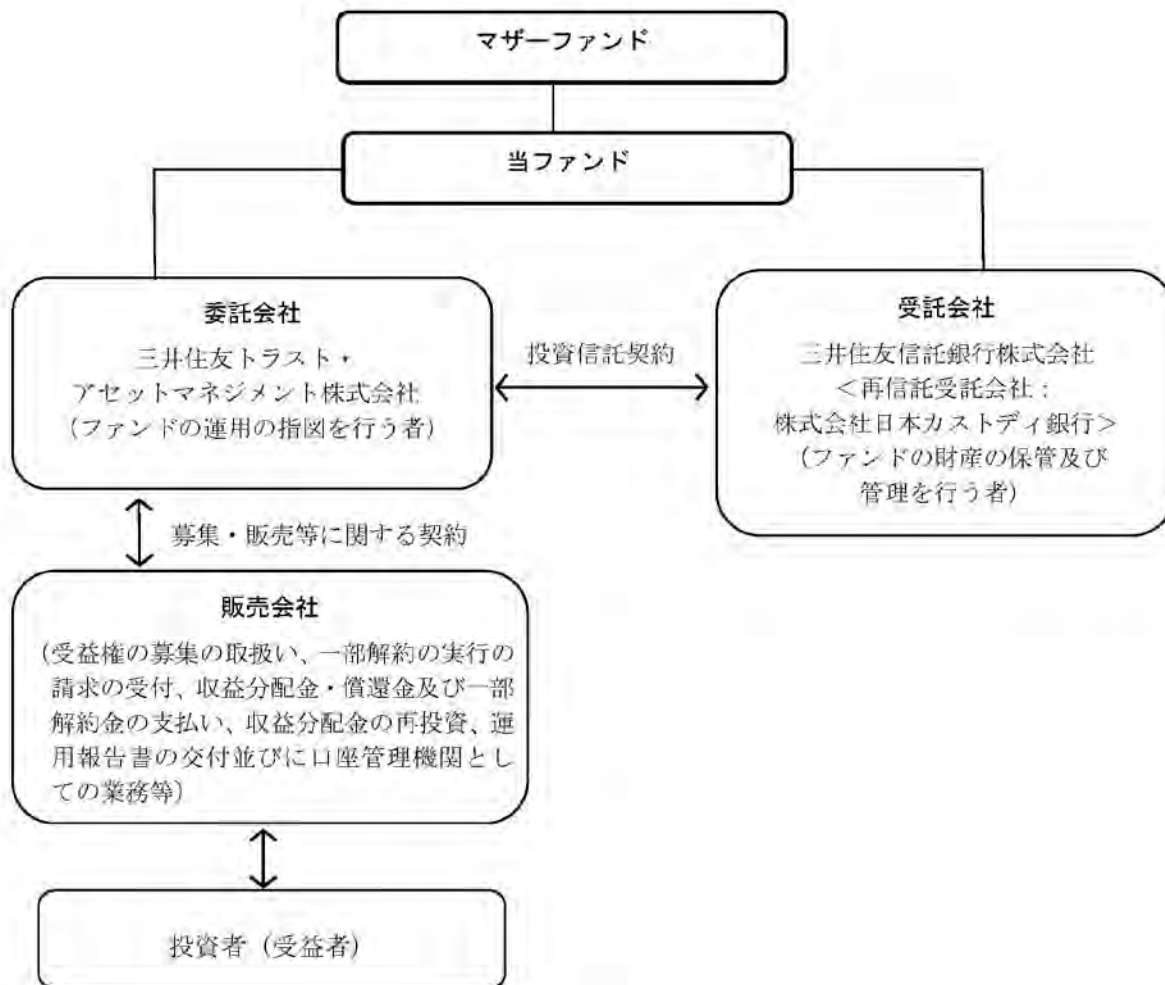 マザーファンド
当ファンド
委託会社
三井住友トラスト・
アセットマネジメント株式会社
(ファンドの運用の指図を行う者)
投資信託契約
受託会社
三井住友信託銀行株式会社
<再信託受託会社:
株式会社日本カストディ銀行>
(ファンドの財産の保管及び
管理を行う者)
募集・販売等に関する契約
販売会社
(受益権の募集の取扱い、一部解約の実行の
請求の受付、収益分配金・償還金及び一部
解約金の支払い、収益分配金の再投資、運
用報告書の交付並びに口座管理機関とし
ての業務等)
投資者(受益者)